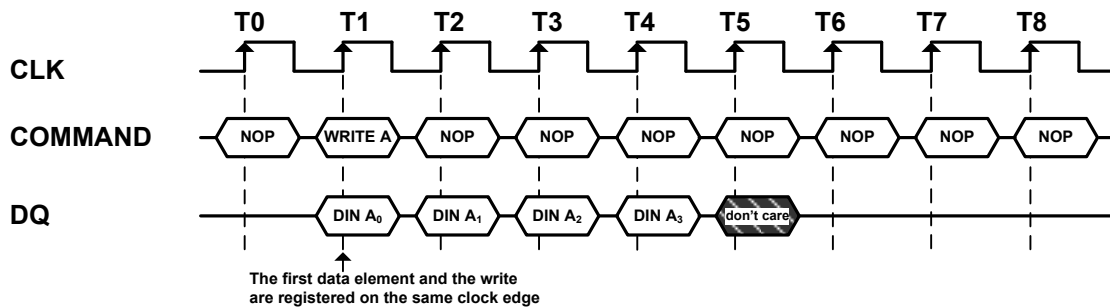 T0 T1 T2 T3 T4 T5 T6 T7 T8
CLK
COMMAND NOP WRITE A NOP NOP NOP NOP NOP NOP NOP
DQ DIN A0 DIN A1 DIN A2 DIN A3 don't care
The first data element and the write
are registered on the same clock edge